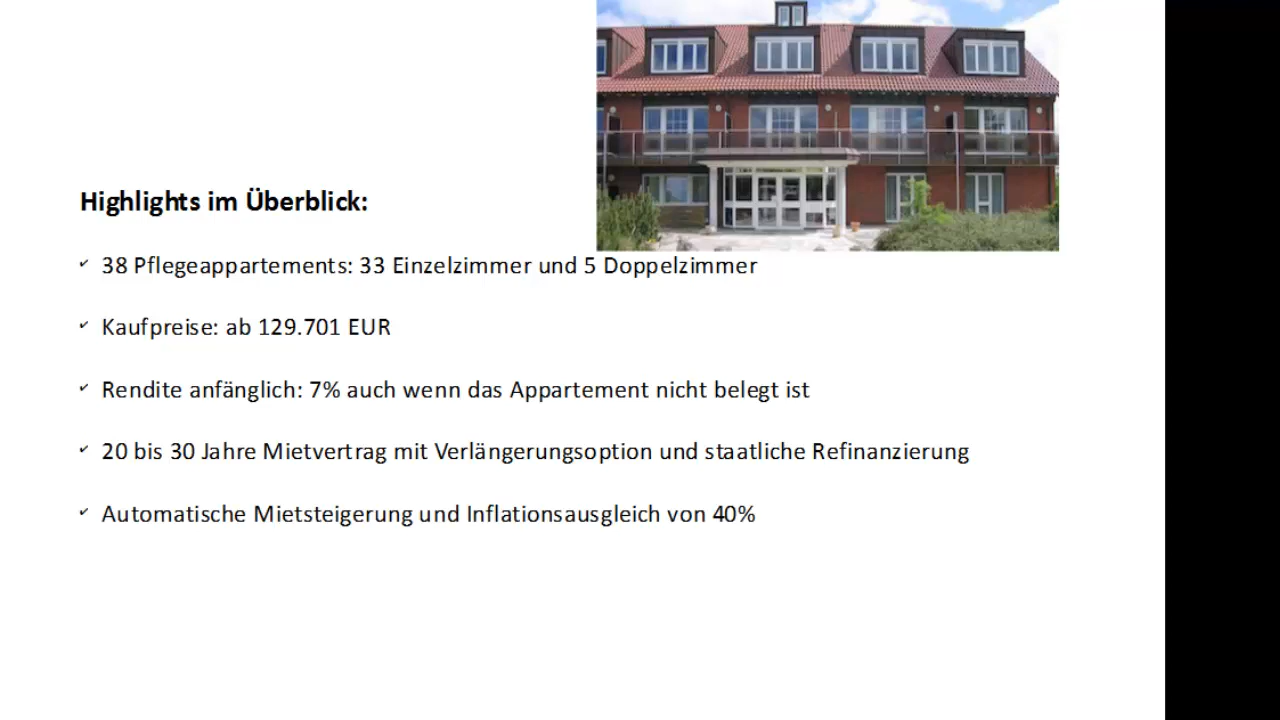 Highlights im Überblick:
✓ 38 Pflegeappartements: 33 Einzelzimmer und 5 Doppelzimmer
✓ Kaufpreise: ab 129.701 EUR
✓ Rendite anfänglich: 7% auch wenn das Appartement nicht belegt ist
✓ 20 bis 30 Jahre Mietvertrag mit Verlängerungsoption und staatliche Refinanzierung
✓ Automatische Mietsteigerung und Inflationsausgleich von 40%